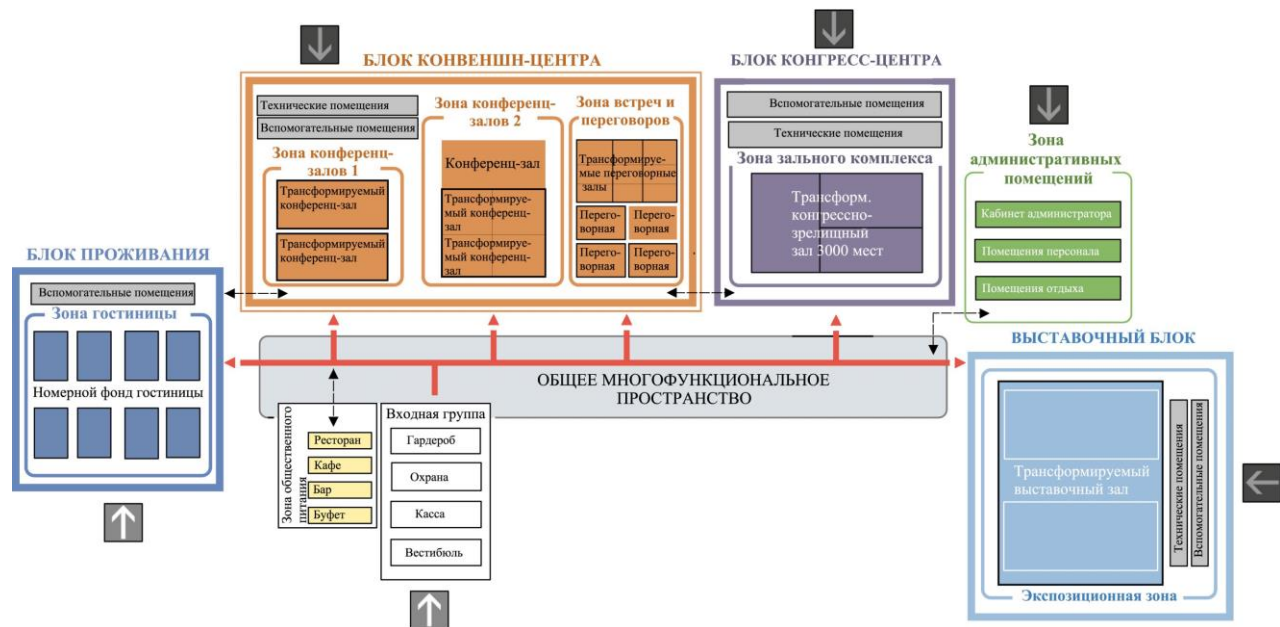 БЛОК КОНВЕНШН-ЦЕНТРА
Технические помещения
Вспомогательные помещения
Зона конференц-
залов 1
Трансформируемый
конференц-зал
Трансформируемый
конференц-зал
Зона конференц-
залов 2
Конференц-зал
Трансформируе-
мый конференц-
зал
Трансформируе-
мый конференц-
зал
Зона встреч и
переговоров
Трансформируе-
мые переговорные
залы
Перего-
ворная
Перего-
ворная
Перего-
ворная
Перего-
ворная
БЛОК КОНГРЕСС-ЦЕНТРА
Вспомогательные помещения
Технические помещения
Зона зального комплекса
Трансформ.
конгрессно-
зрелищный
зал 3000 мест
Зона
административных
помещений
Кабинет администратора
Помещения персонала
Помещения отдыха
БЛОК ПРОЖИВАНИЯ
Вспомогательные помещения
Зона гостиницы
Номерной фонд гостиницы
ОБЩЕЕ МНОГОФУНКЦИОНАЛЬНОЕ
ПРОСТРАНСТВО
Зона общественного
питания
Ресторан
Кафе
Бар
Буфет
Входная группа
Гардероб
Охрана
Касса
Вестибюль
ВЫСТАВОЧНЫЙ БЛОК
Трансформируемый
выставочный зал
Технические помещения
Вспомогательные помещения
Экспозиционная зона